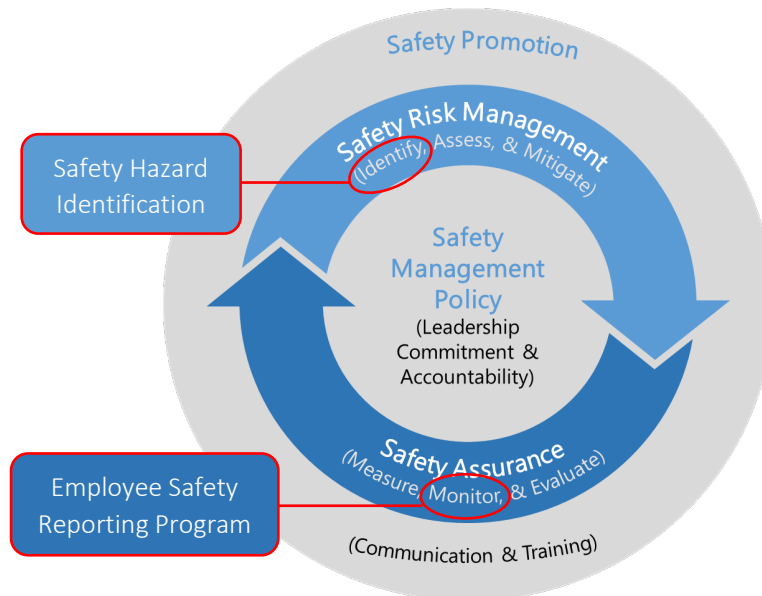 Safety Promotion
Safety Risk Management
(Identify, Assess, & Mitigate)
Safety Hazard
Identification
Safety
Management
Policy
(Leadership
Commitment &
Accountability)
Safety Assurance
(Measure, Monitor, & Evaluate)
Employee Safety
Reporting Program
(Communication & Training)